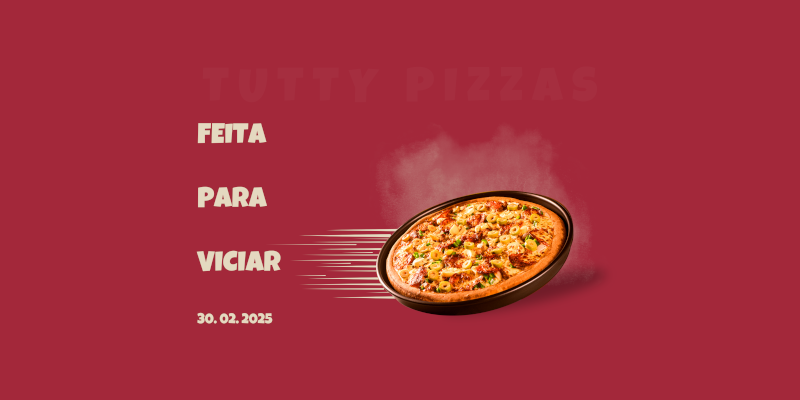 TUTTY PIZZAS
FEITA
PARA
VICIAR
30. 02. 2025